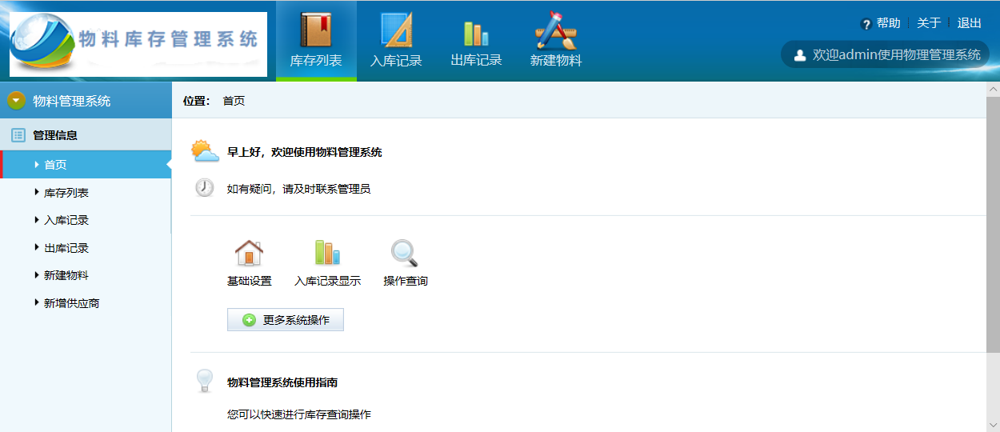 物料库存管理系统
库存列表
入库记录
出库记录
新建物料
帮助
关于
退出
欢迎admin使用物理管理系统
物料管理系统
位置： 首页
管理信息
首页
库存列表
入库记录
出库记录
新建物料
新增供应商
早上好，欢迎使用物料管理系统
如有疑问，请及时联系管理员
基础设置
入库记录显示
操作查询
更多系统操作
物料管理系统使用指南
您可以快速进行库存查询操作